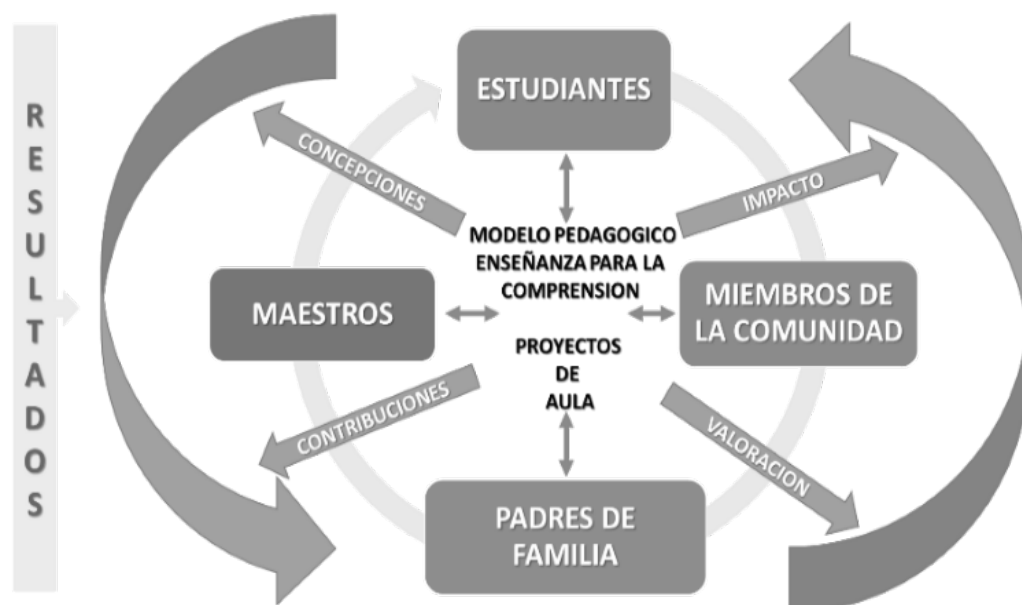 RESULTADOS
ESTUDIANTES
CONCEPCIONES
IMPACTO
MODELO PEDAGOGICO
ENSEÑANZA PARA LA
COMPRENSION
MAESTROS
MIEMBROS DE
LA COMUNIDAD
PROYECTOS
DE
AULA
CONTRIBUCIONES
VALORACION
PADRES DE
FAMILIA